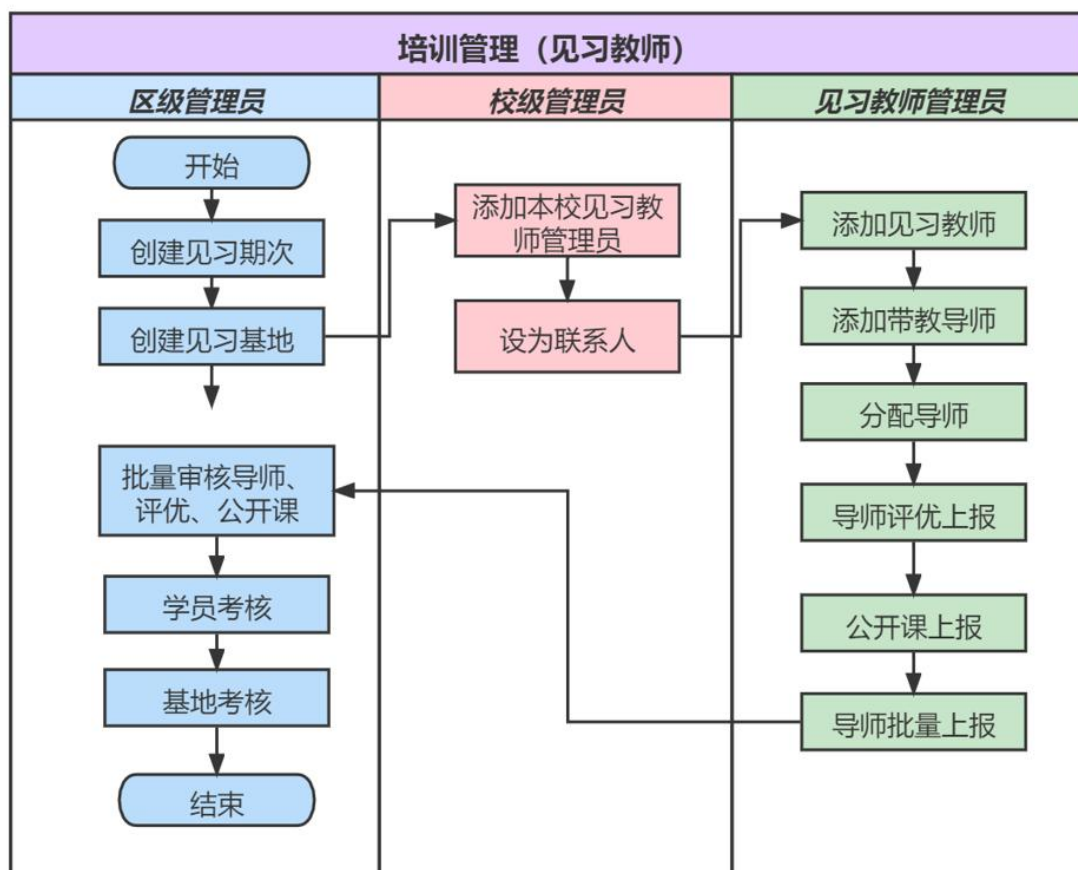 培训管理（见习教师）
区级管理员
校级管理员
见习教师管理员
开始
创建见习期次
创建见习基地
批量审核导师、
评优、公开课
学员考核
基地考核
结束
添加本校见习教
师管理员
设为联系人
添加见习教师
添加带教导师
分配导师
导师评优上报
公开课上报
导师批量上报